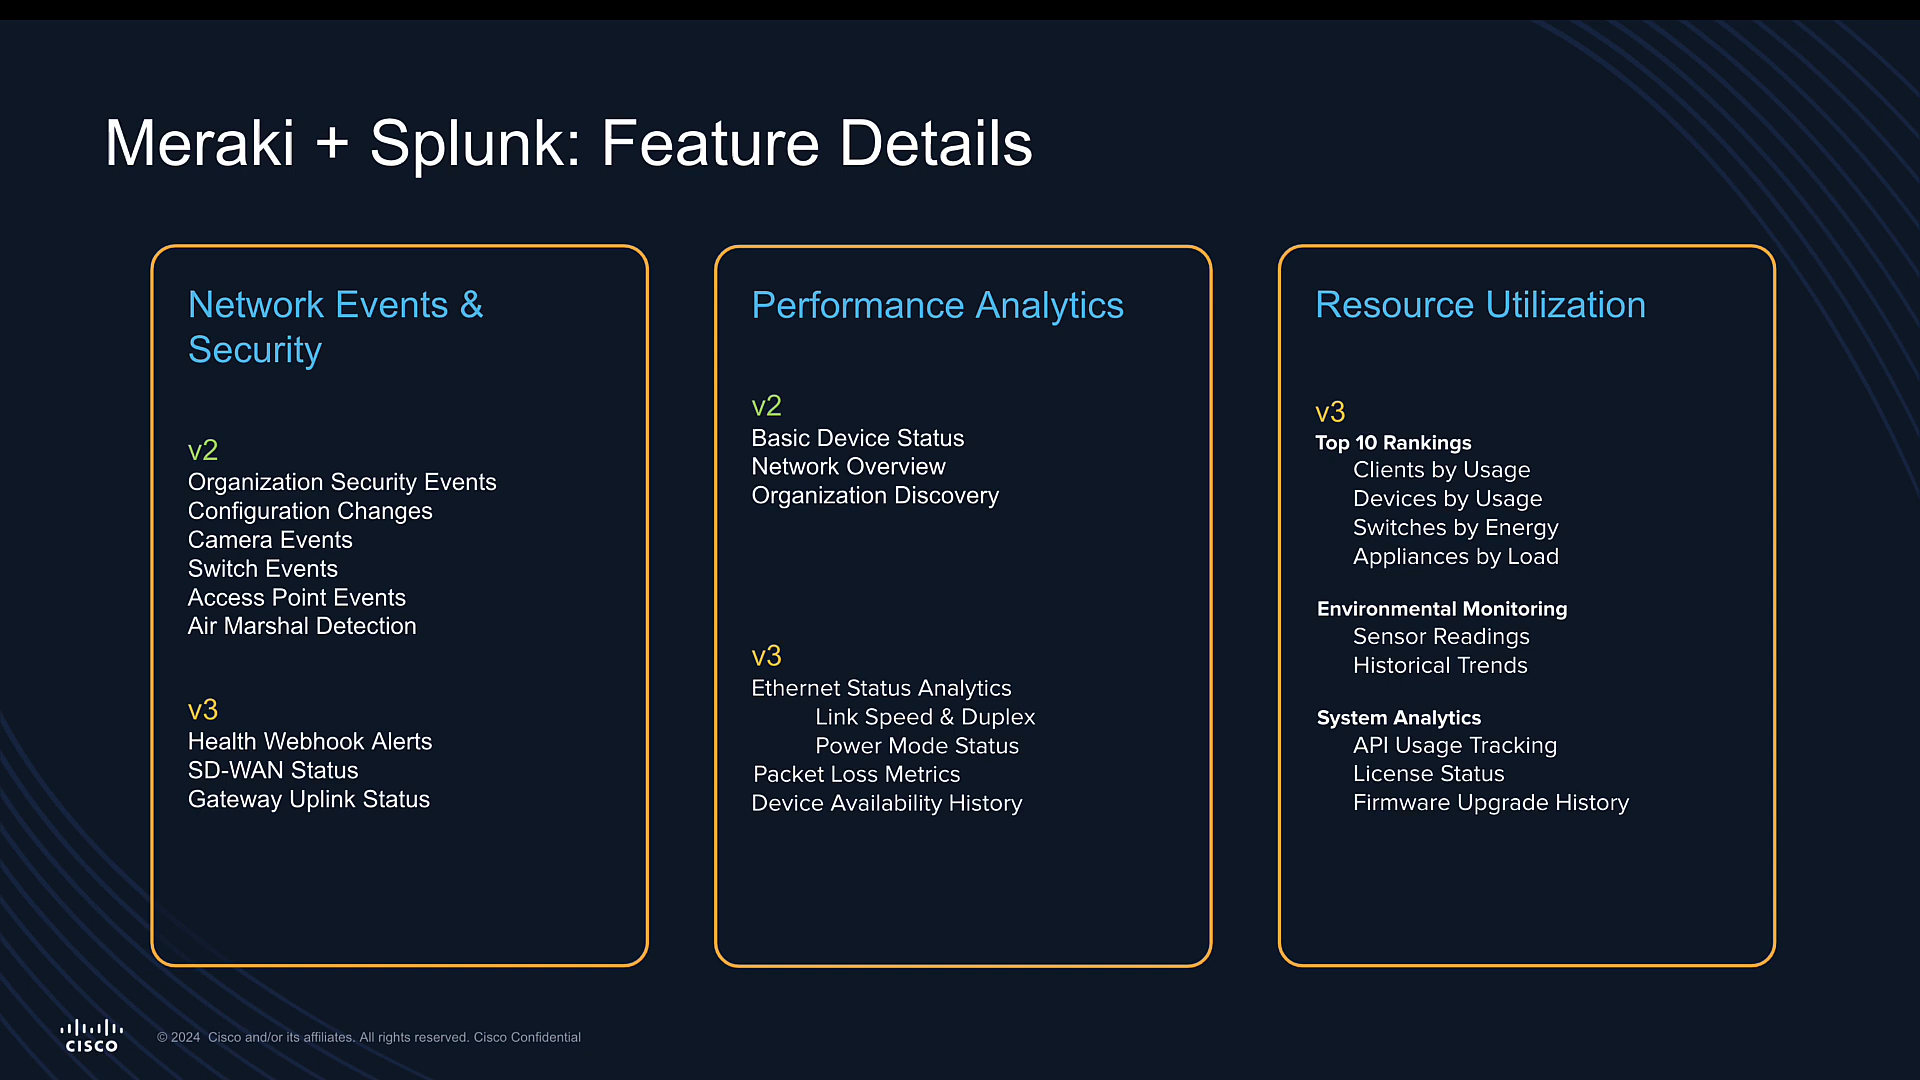 Meraki + Splunk: Feature Details
Network Events &
Security
v2
Organization Security Events
Configuration Changes
Camera Events
Switch Events
Access Point Events
Air Marshal Detection
v3
Health Webhook Alerts
SD-WAN Status
Gateway Uplink Status
Performance Analytics
v2
Basic Device Status
Network Overview
Organization Discovery
v3
Ethernet Status Analytics
Link Speed & Duplex
Power Mode Status
Packet Loss Metrics
Device Availability History
Resource Utilization
v3
Top 10 Rankings
Clients by Usage
Devices by Usage
Switches by Energy
Appliances by Load
Environmental Monitoring
Sensor Readings
Historical Trends
System Analytics
API Usage Tracking
License Status
Firmware Upgrade History
CISCO
© 2024 Cisco and/or its affiliates. All rights reserved. Cisco Confidential